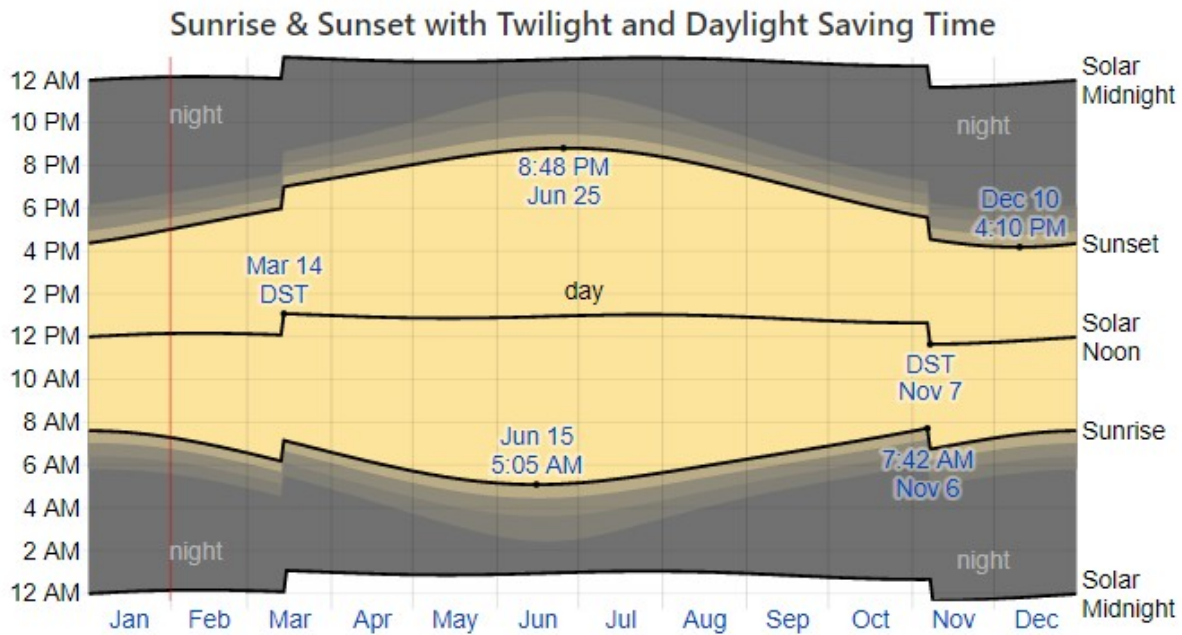 Sunrise & Sunset with Twilight and Daylight Saving Time
12 AM
10 PM
8 PM
6 PM
4 PM
2 PM
12 PM
10 AM
8 AM
6 AM
4 AM
2 AM
12 AM
night
night
8:48 PM
Jun 25
Dec 10
4:10 PM
Mar 14
DST
day
DST
Nov 7
Jun 15
5:05 AM
7:42 AM
Nov 6
night
night
Solar
Midnight
Sunset
Solar
Noon
Sunrise
Solar
Midnight
Jan Feb Mar Apr May Jun Jul Aug Sep Oct Nov Dec